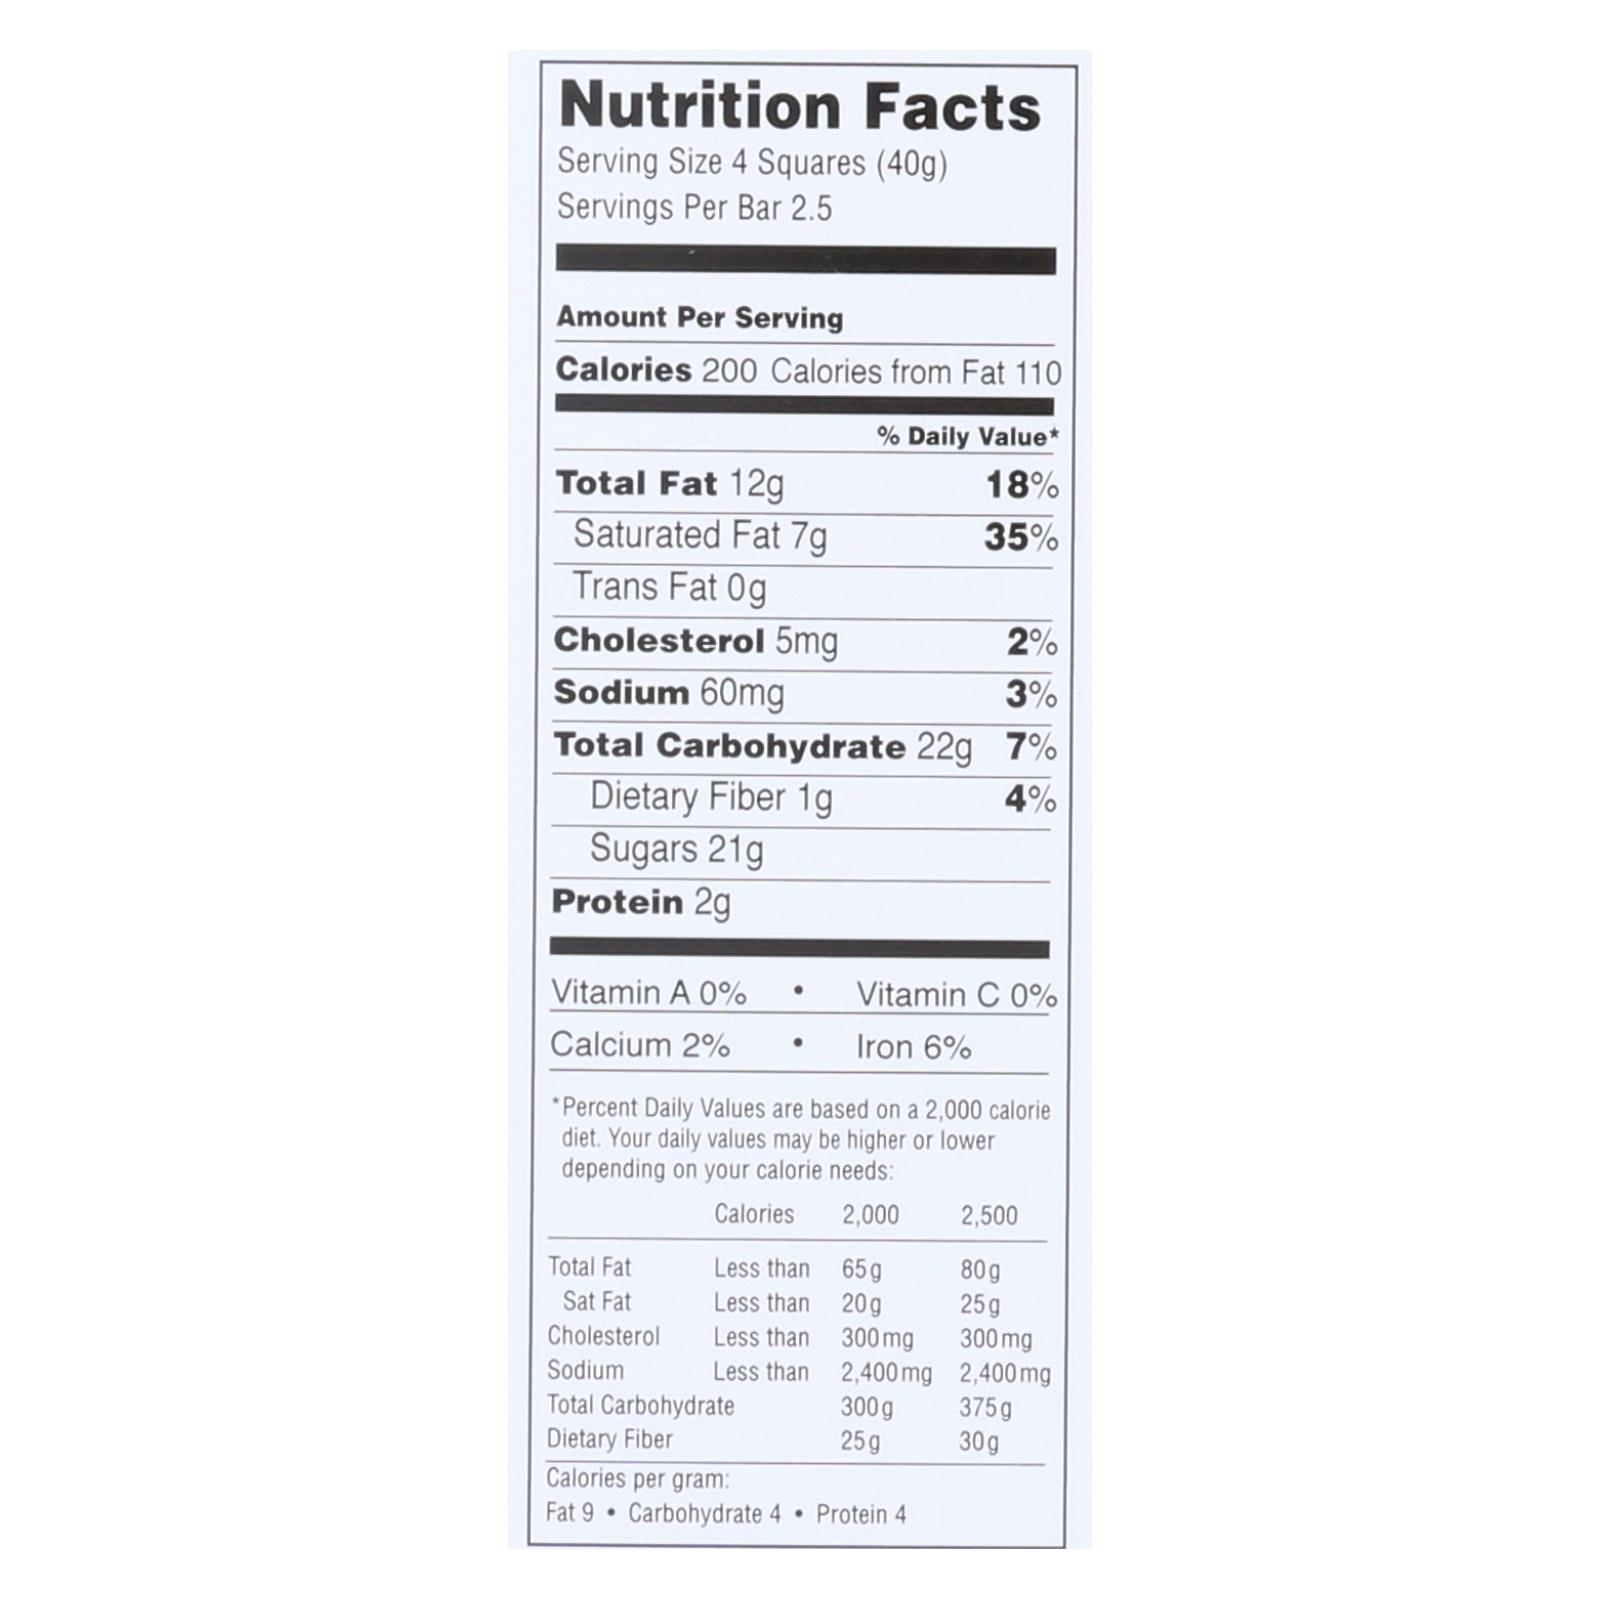 Nutrition Facts
Serving Size 4 Squares (40g)
Servings Per Bar 2.5
Amount Per Serving
Calories 200 Calories from Fat 110
% Daily Value*
Total Fat 12g 18%
Saturated Fat 7g 35%
Trans Fat 0g
Cholesterol 5mg 2%
Sodium 60mg 3%
Total Carbohydrate 22g 7%
Dietary Fiber 1g 4%
Sugars 21g
Protein 2g
Vitamin A 0% • Vitamin C 0%
Calcium 2% • Iron 6%
*Percent Daily Values are based on a 2,000 calorie
diet. Your daily values may be higher or lower
depending on your calorie needs:
Calories 2,000 2,500
Total Fat Less than 65g 80g
Sat Fat Less than 20g 25g
Cholesterol Less than 300mg 300mg
Sodium Less than 2,400mg 2,400mg
Total Carbohydrate 300g 375g
Dietary Fiber 25g 30g
Calories per gram:
Fat 9 • Carbohydrate 4 • Protein 4